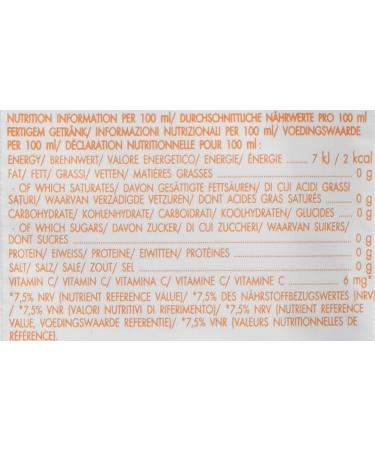 NUTRITION INFORMATION PER 100 ml/ DURCHSCHNITTLICHE NÄHRWERTE PRO 100 ml
FERTIGEM GETRÄNK/ INFORMAZIONI NUTRIZIONALI PER 100 ml/ VOEDINGSWAARDE
PER 100 ml/ DÉCLARATION NUTRITIONNELLE POUR 100 ml :
ENERGY/ BRENNWERT/ VALORE ENERGETICO/ ENERGIE/ ÉNERGIE ...... 7 kJ / 2 kcal
FAT/ FETT/ GRASSI/ VETTEN/ MATIÈRES GRASSES ........ 0 g
- OF WHICH SATURATES/ DAVON GESÄTTIGTE FETTSÄUREN/ DI CUI ACIDI GRASSI
SATURI/ WAARVAN VERZADIGDE VETZUREN/ DONT ACIDES GRAS SATURÉS ........ 0 g
CARBOHYDRATE/ KOHLENHYDRATE/ CARBOIDRATI/ KOOLHYDRATEN/ GLUCIDES ..... 0 g
- OF WHICH SUGARS/ DAVON ZUCKER/ DI CUI ZUCCHERI/ WAARVAN SUIKERS/
DONT SUCRES ........ 0 g
PROTEIN/ EIWEISS/ PROTEINE/ EIWITTEN/ PROTÉINES ........ 0 g
SALT/ SALZ/ SALE/ ZOUT/ SEL ........ 0 g
VITAMIN C/ VITAMIN C/ VITAMINA C/ VITAMINE C/ VITAMINE C ........ 6 mg*
*7,5% NRV (NUTRIENT REFERENCE VALUE)/ *7,5% DES NÄHRSTOFFBEZUGSWERTES (NRV)
/ *7,5% VNR (VALORI NUTRITIVI DI RIFERIMENTO)/ *7,5% NRV (NUTRIENT REFERENCE
VALUE, VOEDINGSWAARDE REFERENTIE)/ *7,5% VNR (VALEURS NUTRITIONNELLES DE
RÉFÉRENCE).